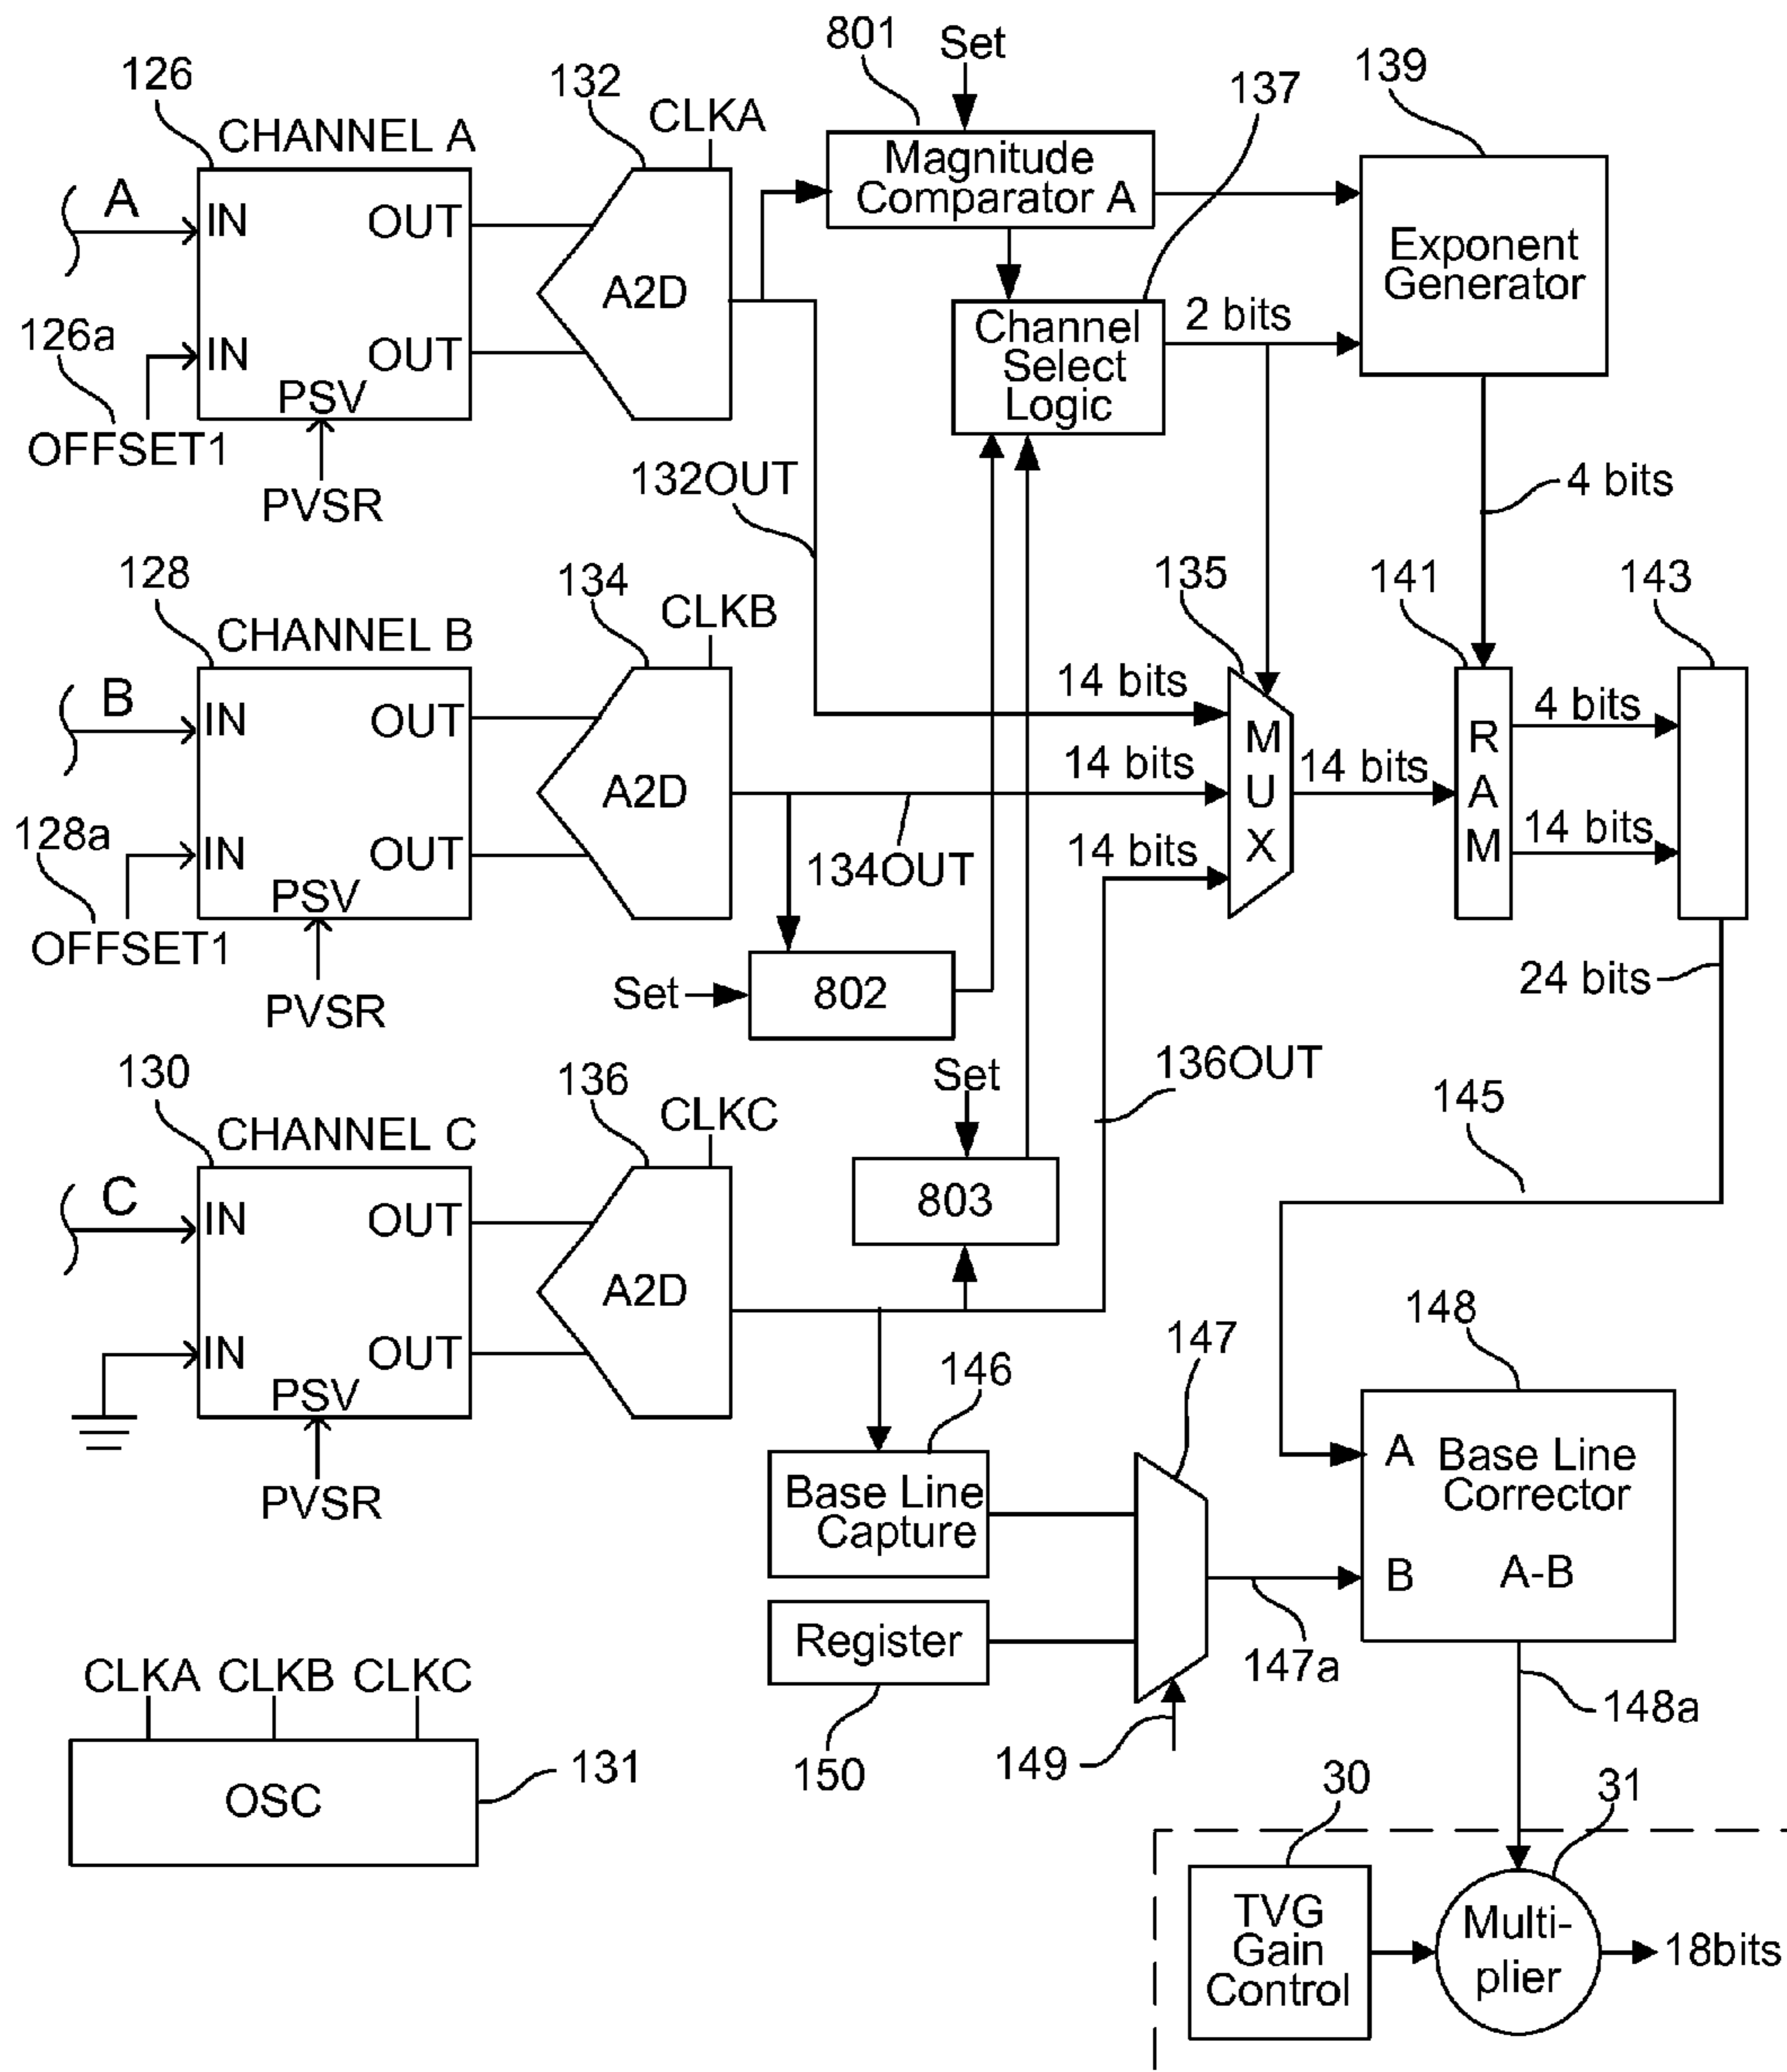 801
Set
126
132
137
139
CHANNEL A
CLKA
A
IN
OUT
A2D
Magnitude
Comparator A
Exponent
Generator
126a
IN
OUT
PSV
OFFSET1
PVSR
Channel
Select
Logic
2 bits
132OUT
4 bits
128
134
135
141
143
CHANNEL B
CLKB
B
IN
OUT
A2D
14 bits
14 bits
14 bits
M
U
X
14 bits
R
A
M
4 bits
14 bits
128a
IN
OUT
PSV
134OUT
OFFSET1
PVSR
Set
802
24 bits
130
136
Set
136OUT
145
CHANNEL C
CLKC
C
IN
OUT
A2D
803
IN
OUT
PSV
PVSR
146
147
148
Base Line
Capture
A
Base Line
Corrector
B
A-B
Register
147a
148a
150
149
CLKA
CLKB
CLKC
OSC
131
30
31
TVG
Gain
Control
Multi-
plier
18bits